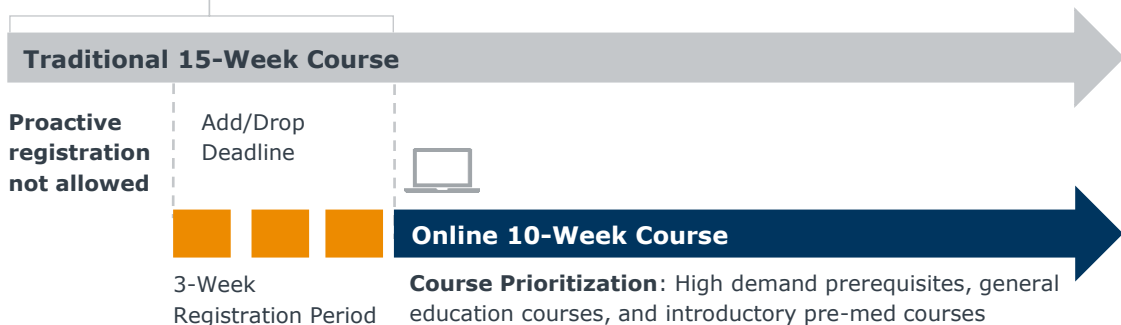 Traditional 15-Week Course
Proactive
registration
not allowed
Add/Drop
Deadline
Online 10-Week Course
3-Week
Registration Period
Course Prioritization: High demand prerequisites, general
education courses, and introductory pre-med courses